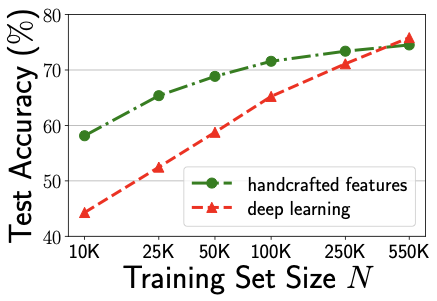 80
70
60
50
40
Test Accuracy (%)
handcrafted features
deep learning
10K 25K 50K 100K 250K 550K
Training Set Size N